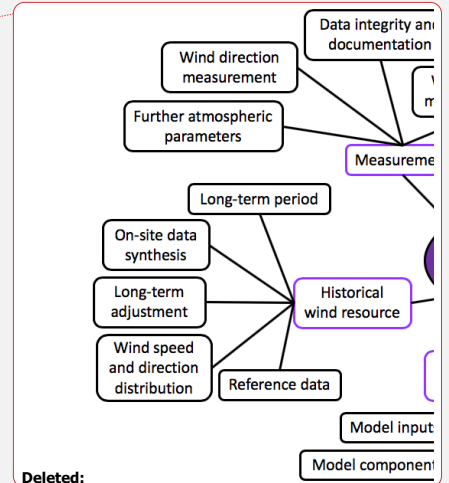 Data integrity and
documentation
Wind direction
measurement
Further atmospheric
parameters
Measureme
Long-term period
On-site data
synthesis
Long-term
adjustment
Historical
wind resource
Wind speed
and direction
distribution
Reference data
Model input
Model component
Deleted: